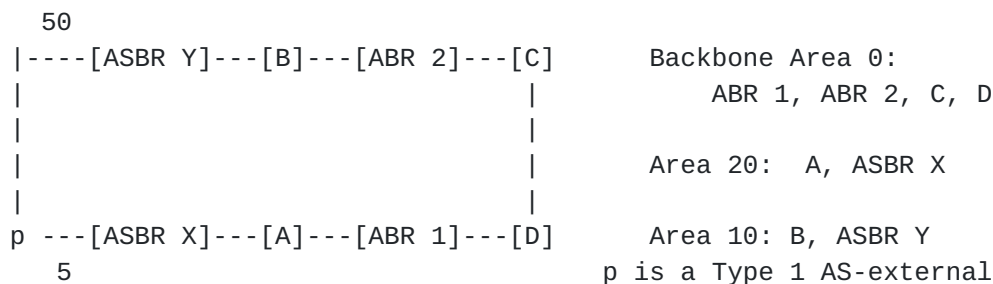 50
|----[ASBR Y]---[B]---[ABR 2]---[C]      Backbone Area 0:
|                                |           ABR 1, ABR 2, C, D
|                                |
|                                |       Area 20:  A, ASBR X
|                                |
p ---[ASBR X]---[A]---[ABR 1]---[D]      Area 10: B, ASBR Y
    5                                 p is a Type 1 AS-external